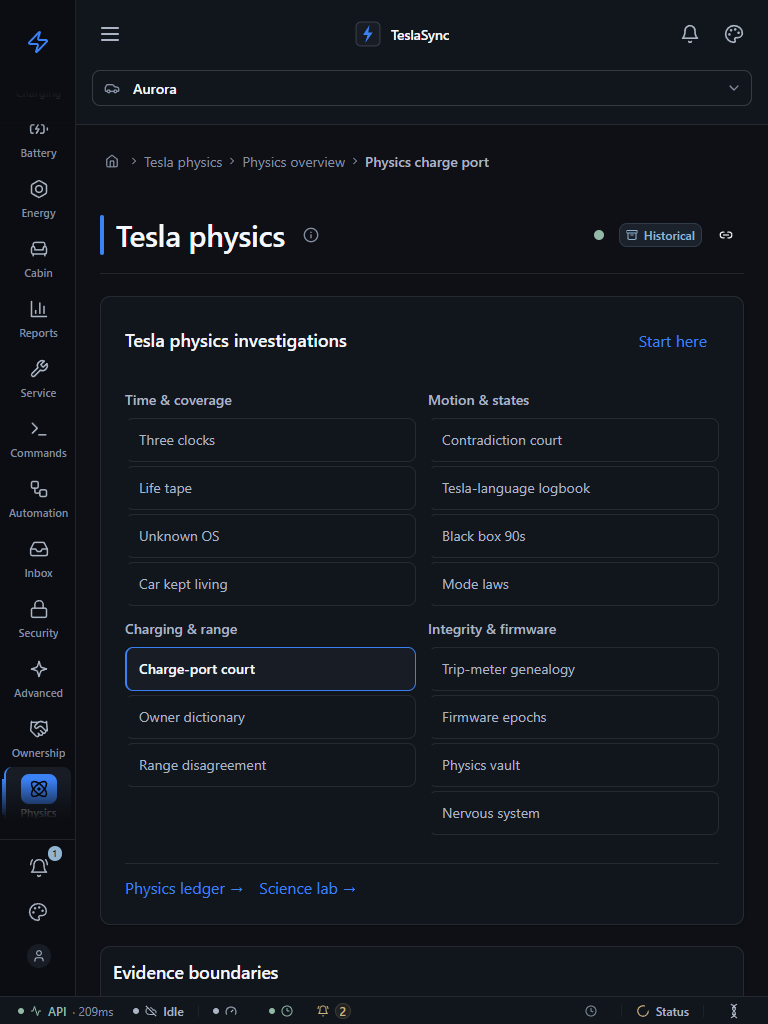 TeslaSync
Aurora
Charging
Battery
Energy
Cabin
Reports
Service
Commands
Automation
Inbox
Security
Advanced
Ownership
Physics
1
Tesla physics > Physics overview > Physics charge port
Tesla physics
Historical
Tesla physics investigations
Start here
Time & coverage
Three clocks
Life tape
Unknown OS
Car kept living
Motion & states
Contradiction court
Tesla-language logbook
Black box 90s
Mode laws
Charging & range
Charge-port court
Owner dictionary
Range disagreement
Integrity & firmware
Trip-meter genealogy
Firmware epochs
Physics vault
Nervous system
Physics ledger →
Science lab →
Evidence boundaries
API · 209ms
Idle
2
Status